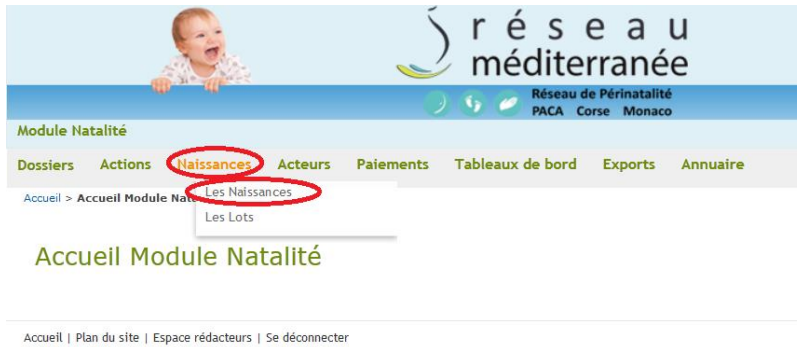 réseau
méditerranée
Réseau de Périnatalité
PACA Corse Monaco
Module Natalité
Dossiers Actions Naissances Acteurs Paiements Tableaux de bord Exports Annuaire
Accueil > Accueil Module Nata
Les Naissances
Les Lots
Accueil Module Natalité
Accueil | Plan du site | Espace rédacteurs | Se déconnecter